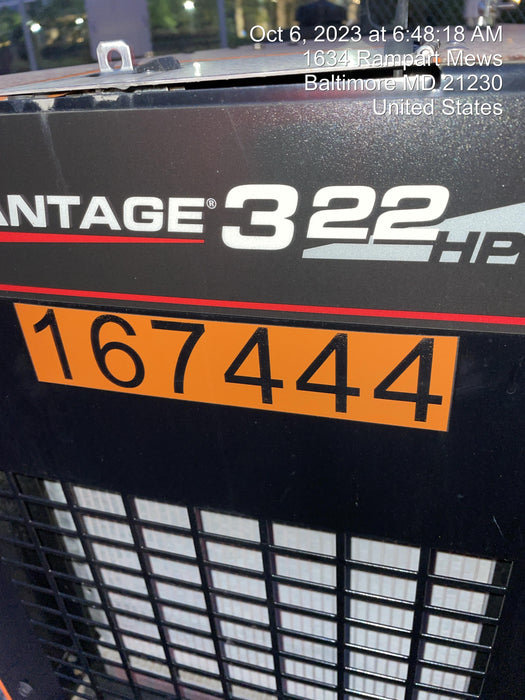 Oct 6, 2023 at 6:48:18 AM
1634 Rampart Mews
Baltimore MD 21230
United States
ANTAGE® 322 HP
167444